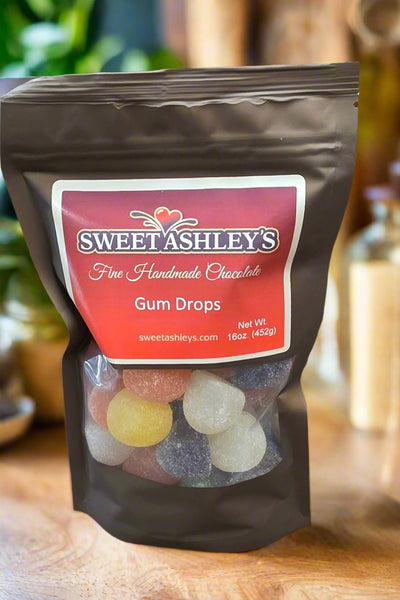 SWEET ASHLEY'S
Fine Handmade Chocolate
Gum Drops
Net Wt.
sweetashleys.com
16oz. (452g)